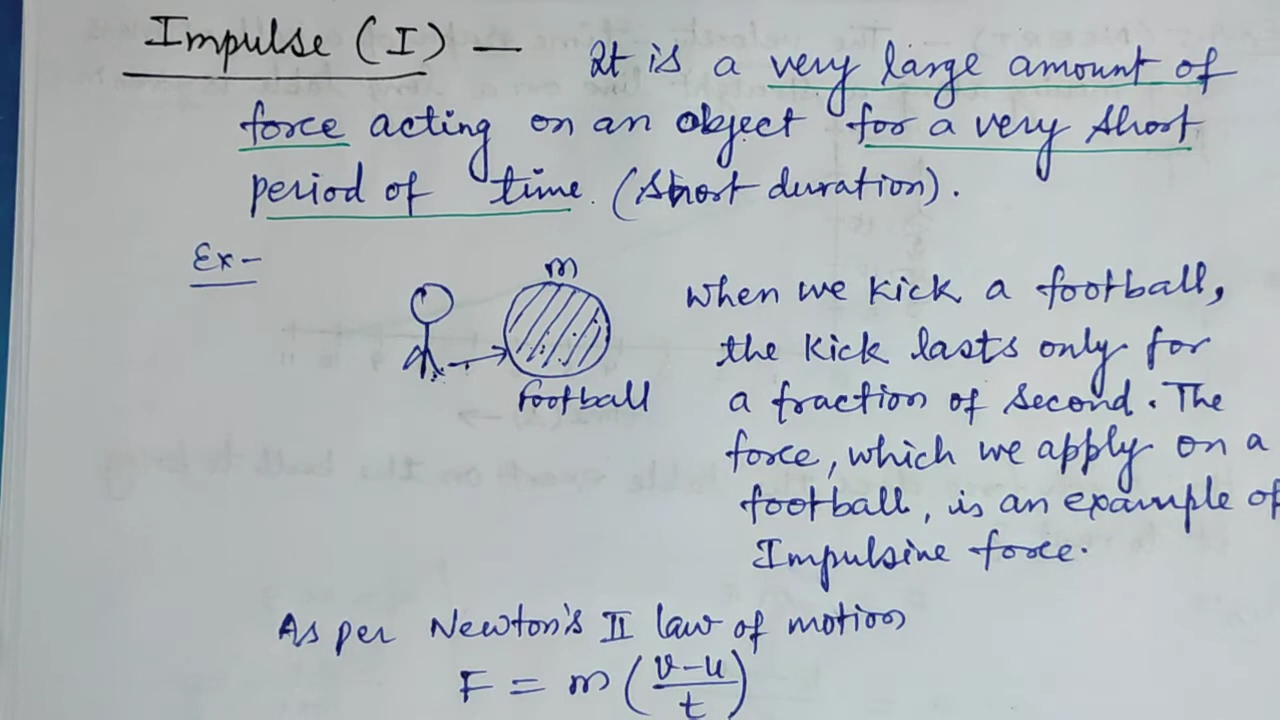 Impulse (I) - It is a very large amount of
force acting on an object for a very short
period of time. (short duration).
Ex-
m
football
When we kick a football,
the kick lasts only for
a fraction of second. The
force, which we apply on a
football, is an example of
Impulsine force.
As per Newton's II law of motion
F = m (v-u/t)